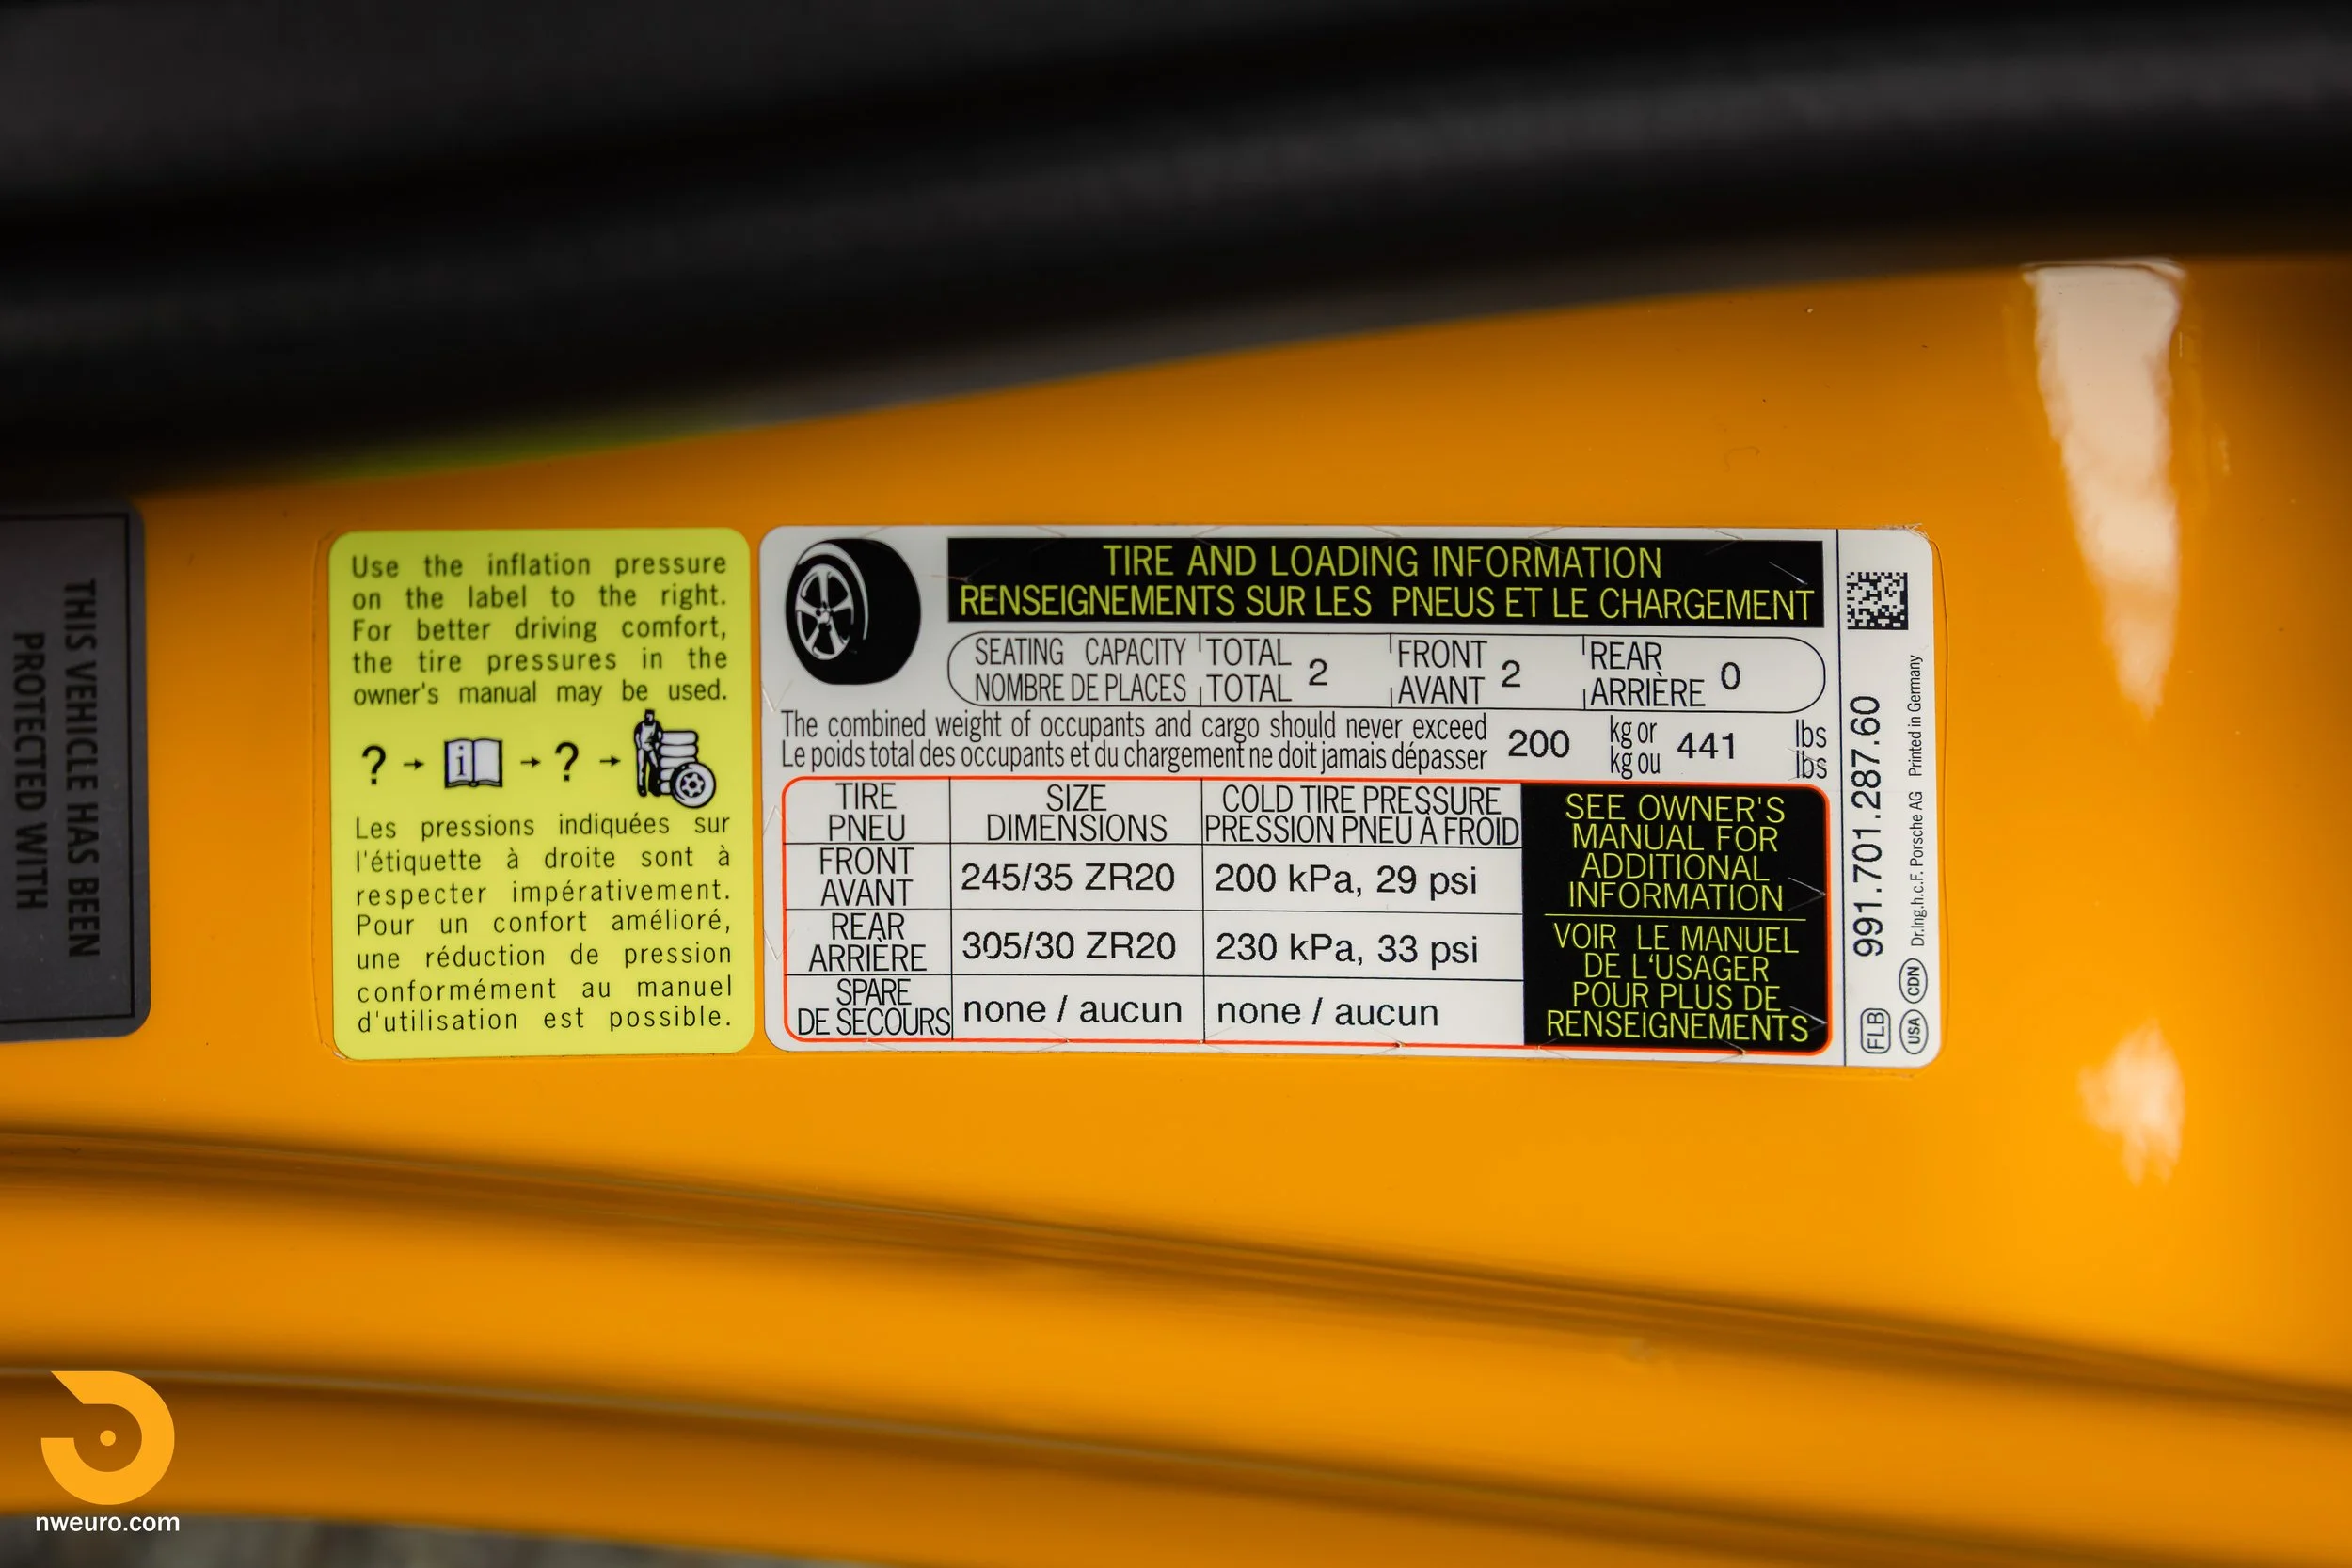 THIS VEHICLE HAS BEEN
PROTECTED WITH
Use the inflation pressure
on the label to the right.
For better driving comfort,
the tire pressures in the
owner's manual may be used.
? → i → ? →
Les pressions indiquées sur
l'étiquette à droite sont à
respecter impérativement.
Pour un confort amélioré,
une réduction de pression
conformément au manuel
d'utilisation est possible.
TIRE AND LOADING INFORMATION
RENSEIGNEMENTS SUR LES PNEUS ET LE CHARGEMENT
SEATING CAPACITY TOTAL 2 FRONT 2 REAR 0
NOMBRE DE PLACES TOTAL AVANT ARRIÈRE
The combined weight of occupants and cargo should never exceed 200 kg or 441 lbs
Le poids total des occupants et du chargement ne doit jamais dépasser kg ou lbs
TIRE SIZE COLD TIRE PRESSURE
PNEU DIMENSIONS PRESSION PNEU À FROID
FRONT
AVANT 245/35 ZR20 200 kPa, 29 psi
REAR
ARRIÈRE 305/30 ZR20 230 kPa, 33 psi
SPARE
DE SECOURS none / aucun none / aucun
SEE OWNER'S
MANUAL FOR
ADDITIONAL
INFORMATION
VOIR LE MANUEL
DE L'USAGER
POUR PLUS DE
RENSEIGNEMENTS
FLB 991.701.287.60
USA CDN Dr.Ing.h.c.F. Porsche AG Printed in Germany
nweuro.com